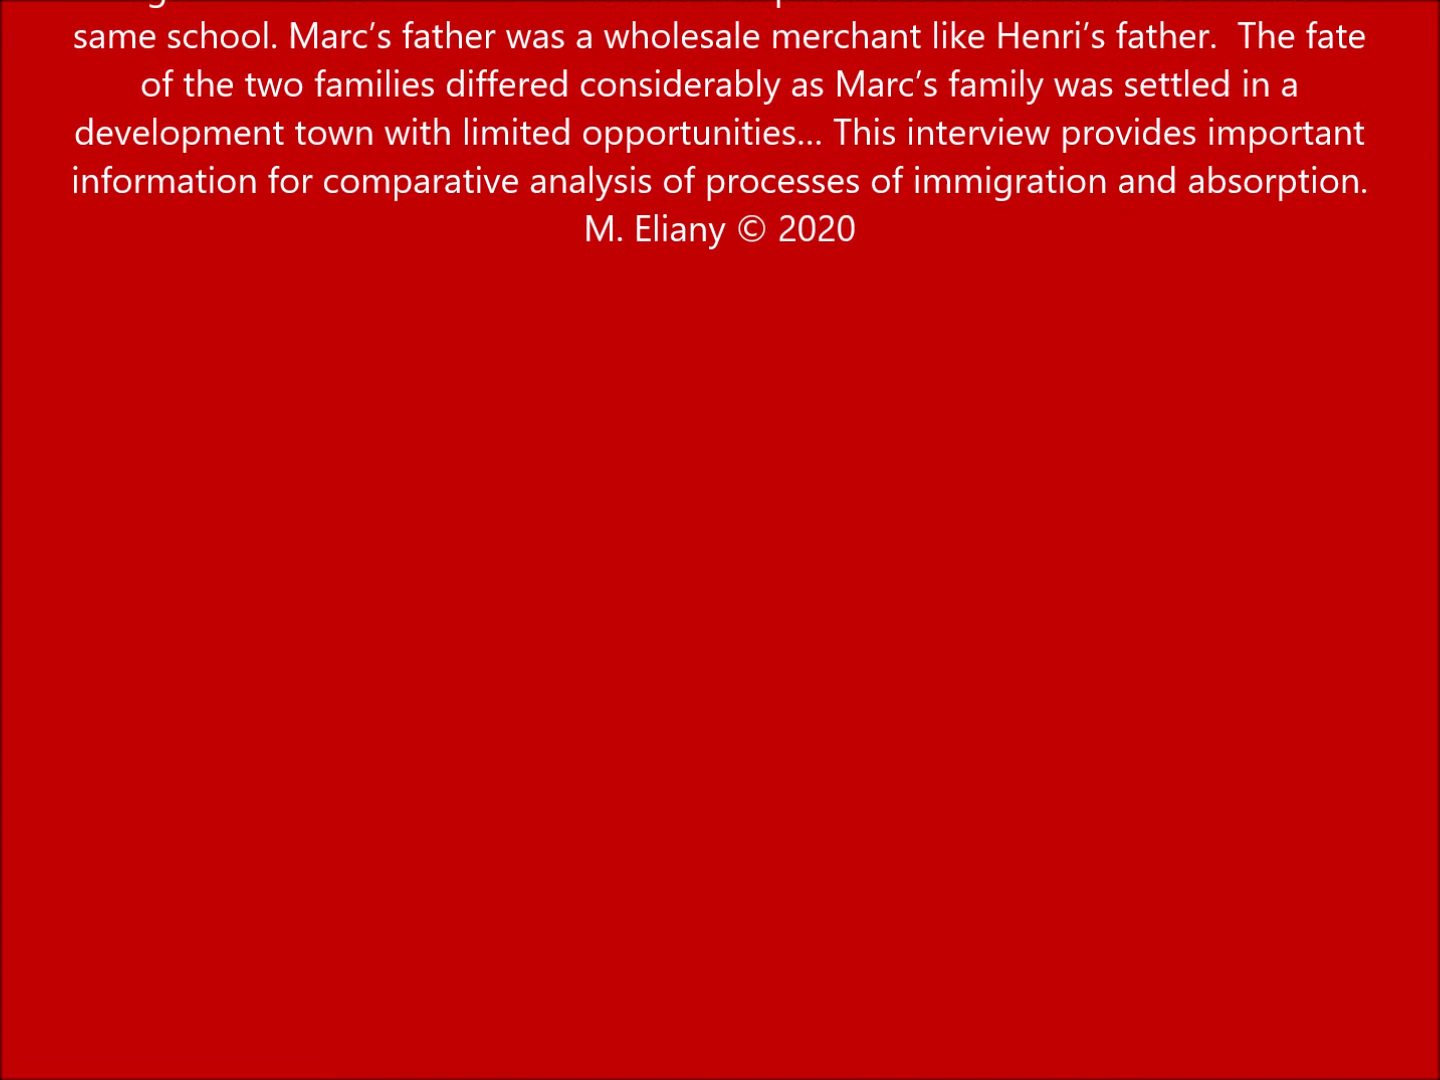 same school. Marc’s father was a wholesale merchant like Henri’s father.  The fate
of the two families differed considerably as Marc’s family was settled in a
development town with limited opportunities... This interview provides important
information for comparative analysis of processes of immigration and absorption.
M. Eliany © 2020